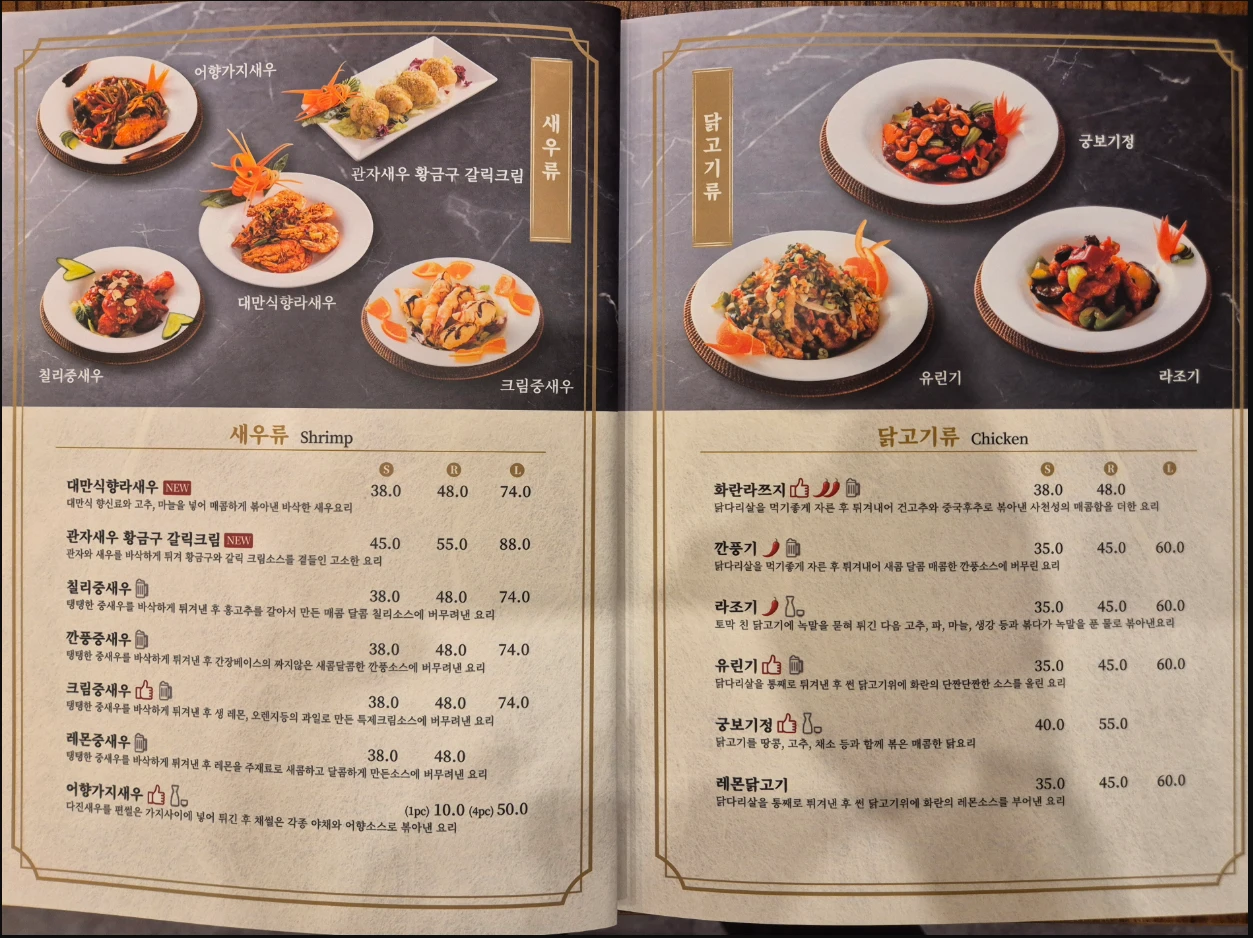 어향가지새우
관자새우 황금구 갈릭크림
새우류
대만식향라새우
칠리중새우
크림중새우
새우류 Shrimp
S R L
대만식향라새우 NEW 38.0 48.0 74.0
대만식 향신료와 고추, 마늘을 넣어 매콤하게 볶아낸 바삭한 새우요리
관자새우 황금구 갈릭크림 NEW 45.0 55.0 88.0
관자와 새우를 바삭하게 튀겨 황금구와 갈릭 크림소스를 곁들인 고소한 요리
칠리중새우 38.0 48.0 74.0
탱탱한 중새우를 바삭하게 튀겨낸 후 홍고추를 갈아서 만든 매콤 달콤 칠리소스에 버무려낸 요리
깐풍중새우 38.0 48.0 74.0
탱탱한 중새우를 바삭하게 튀겨낸 후 간장베이스의 짜지않은 새콤달콤한 깐풍소스에 버무려낸 요리
크림중새우 38.0 48.0 74.0
탱탱한 중새우를 바삭하게 튀겨낸 후 생 레몬, 오렌지등의 과일로 만든 특제크림소스에 버무려낸 요리
레몬중새우 38.0 48.0
탱탱한 중새우를 바삭하게 튀겨낸 후 레몬을 주재료로 새콤하고 달콤하게 만든소스에 버무려낸 요리
어향가지새우 (1pc) 10.0 (4pc) 50.0
다진새우를 편썰은 가지사이에 넣어 튀긴 후 채썰은 각종 야채와 어향소스로 볶아낸 요리
닭고기류
궁보기정
유린기
라조기
닭고기류 Chicken
S R L
화란라쯔지 38.0 48.0
닭다리살을 먹기좋게 자른 후 튀겨내어 건고추와 중국후추로 볶아낸 사천성의 매콤함을 더한 요리
깐풍기 35.0 45.0 60.0
닭다리살을 먹기좋게 자른 후 튀겨내어 새콤 달콤 매콤한 깐풍소스에 버무린 요리
라조기 35.0 45.0 60.0
토막 친 닭고기에 녹말을 묻혀 튀긴 다음 고추, 파, 마늘, 생강 등과 볶다가 녹말을 푼 물로 볶아낸요리
유린기 35.0 45.0 60.0
닭다리살을 통째로 튀겨낸 후 썬 닭고기위에 화란의 단짠단짠한 소스를 올린 요리
궁보기정 40.0 55.0
닭고기를 땅콩, 고추, 채소 등과 함께 볶은 매콤한 닭요리
레몬닭고기 35.0 45.0 60.0
닭다리살을 통째로 튀겨낸 후 썬 닭고기위에 화란의 레몬소스를 부어낸 요리